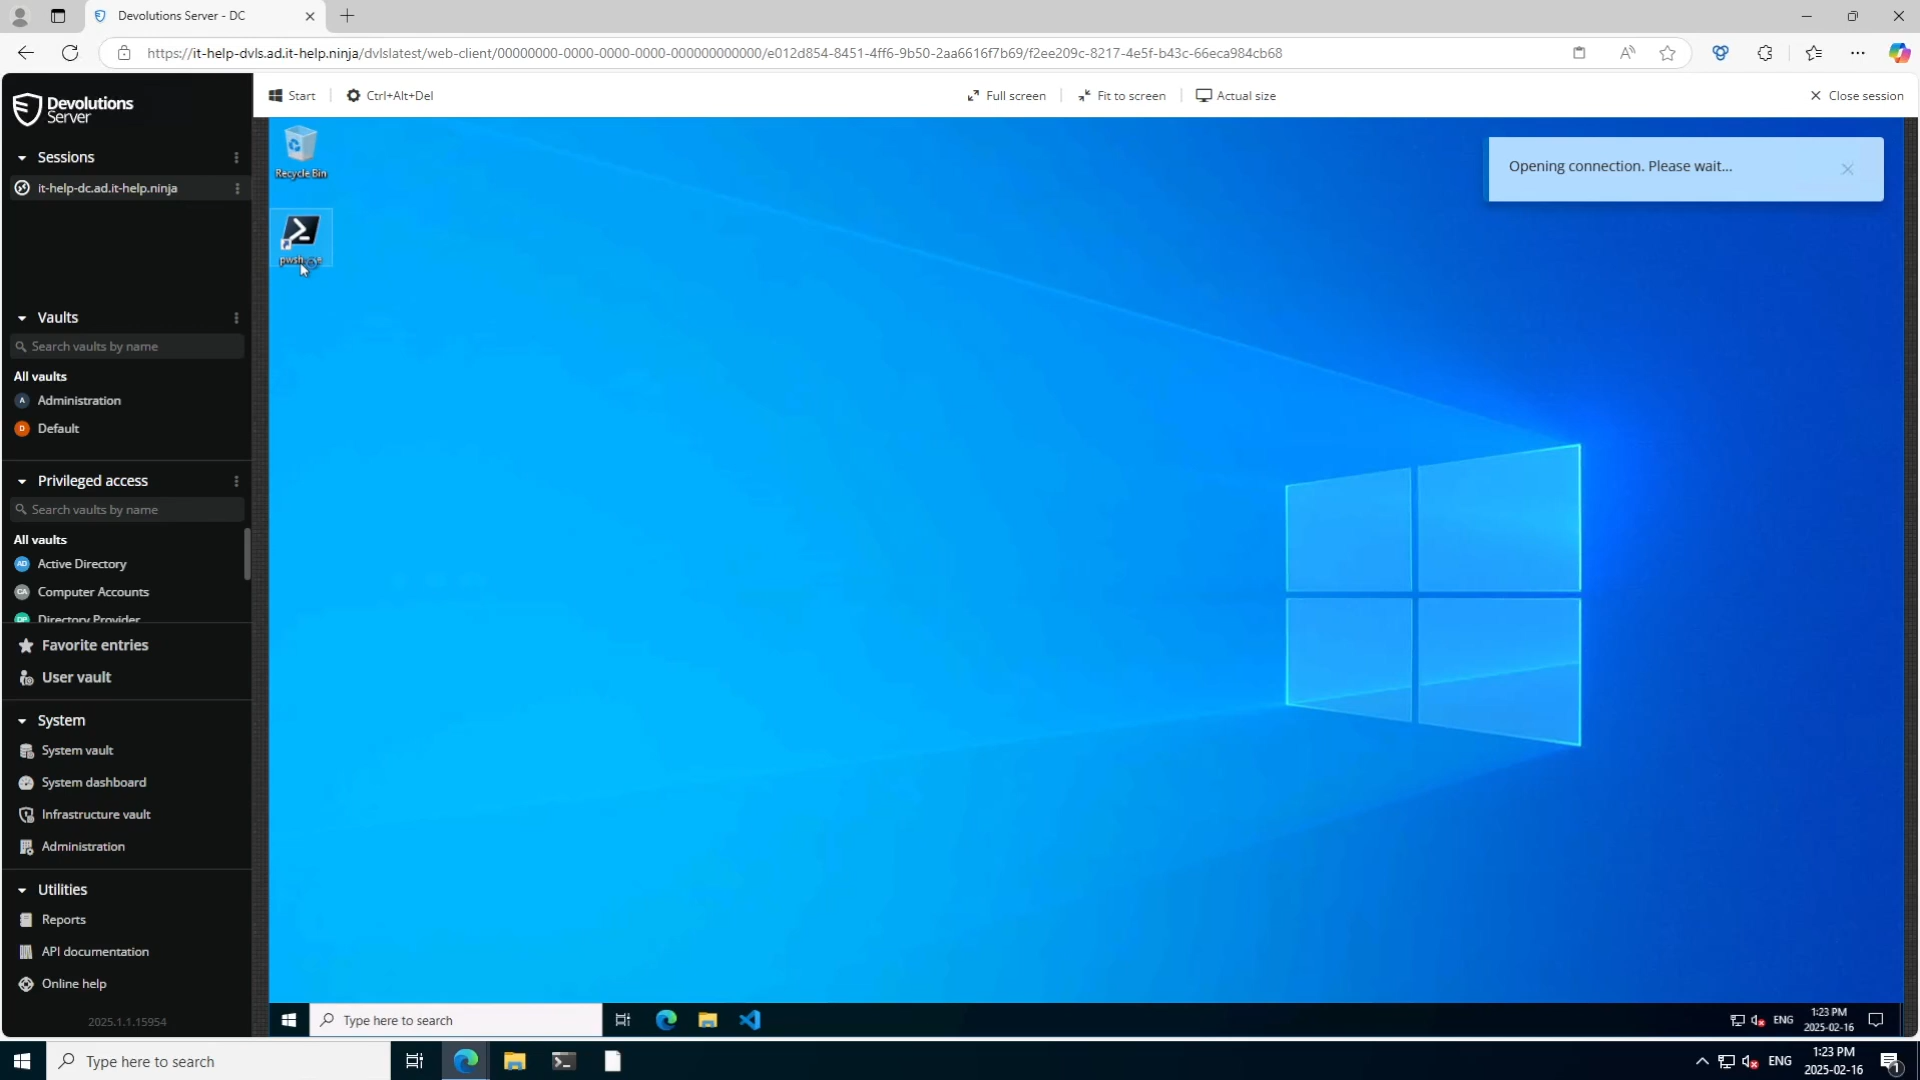 Devolutions Server - DC
https://it-help-dvls.ad.it-help.ninja/dvlslatest/web-client/00000000-0000-0000-0000-000000000000/e012d854-8451-4ff6-9b50-2aa6616f7b69/f2ee209c-8217-4e5f-b43c-66eca984cb68
Devolutions
Server
Start
Ctrl+Alt+Del
Full screen
Fit to screen
Actual size
Close session
Sessions
it-help-dc.ad.it-help.ninja
Vaults
Search vaults by name
All vaults
A Administration
D Default
Privileged access
Search vaults by name
All vaults
AD Active Directory
CA Computer Accounts
DP Directory Provider
Favorite entries
User vault
System
System vault
System dashboard
Infrastructure vault
Administration
Utilities
Reports
API documentation
Online help
2025.1.1.15954
Recycle Bin
Opening connection. Please wait...
Type here to search
ENG
1:23 PM
2025-02-16
Type here to search
ENG
1:23 PM
2025-02-16
1